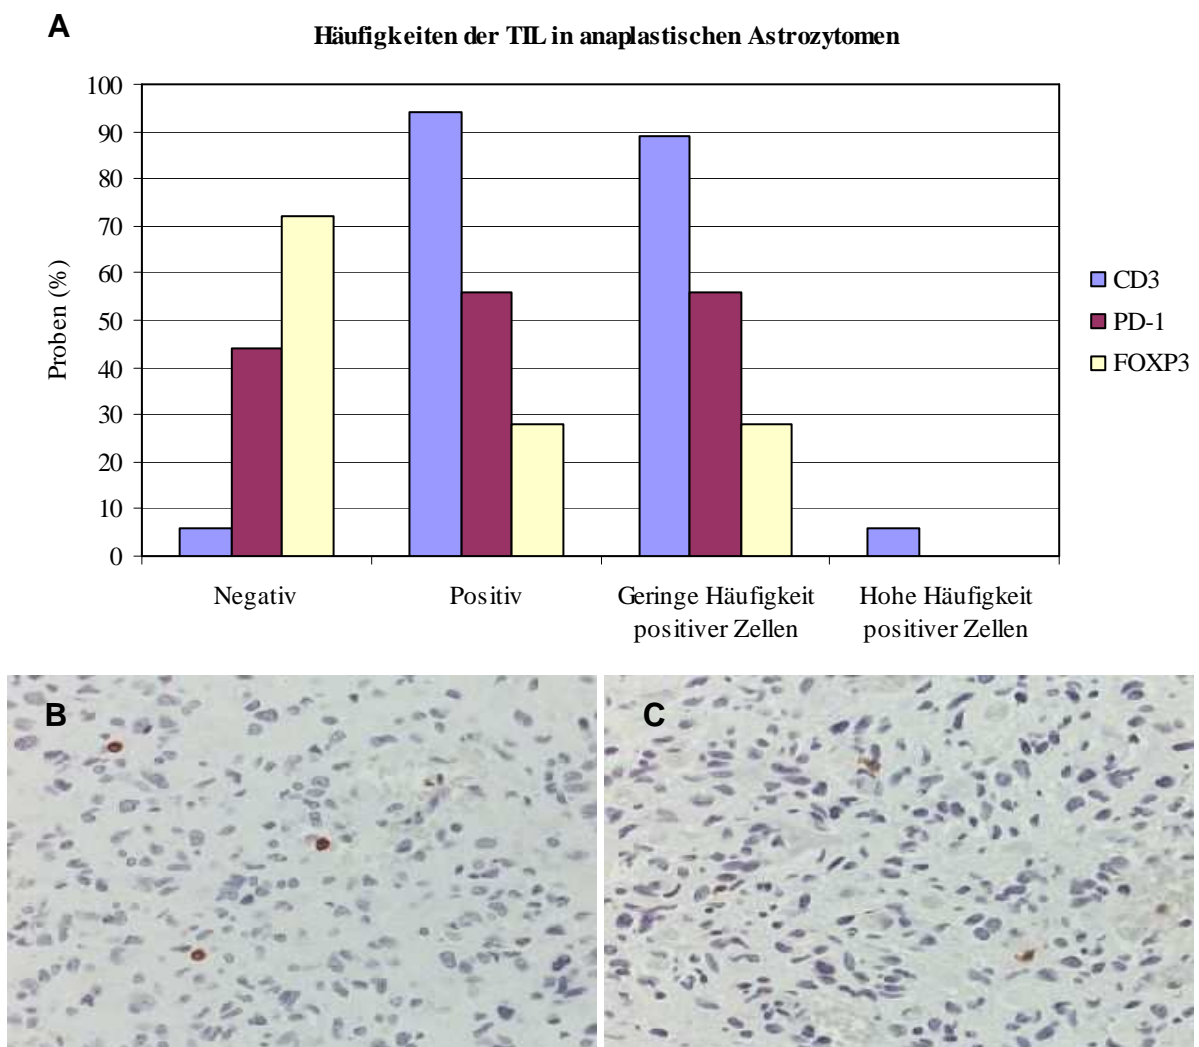 A
Häufigkeiten der TIL in anaplastischen Astrozytomen
100
90
80
70
60
50
40
30
20
10
0
Proben (%)
Negativ
Positiv
Geringe Häufigkeit
positiver Zellen
Hohe Häufigkeit
positiver Zellen
CD3
PD-1
FOXP3
B
C